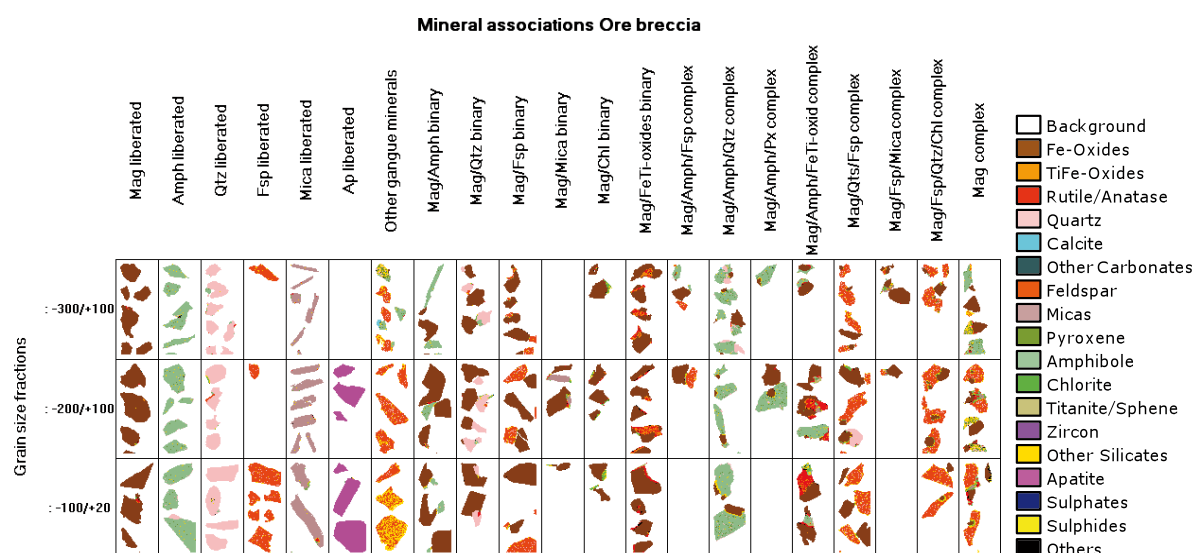 Mineral associations Ore breccia
Mag liberated
Amph liberated
Qtz liberated
Fsp liberated
Mica liberated
Ap liberated
Other gangue minerals
Mag/Amph binary
Mag/Qtz binary
Mag/Fsp binary
Mag/Mica binary
Mag/Chl binary
Mag/FeTi-oxides binary
Mag/Amph/Fsp complex
Mag/Amph/Qtz complex
Mag/Amph/Px complex
Mag/Amph/FeTi-oxid complex
Mag/Qts/Fsp complex
Mag/Fsp/Mica complex
Mag/Fsp/Qtz/Chl complex
Mag complex
Grain size fractions
: -300/+100
: -200/+100
: -100/+20
Background
Fe-Oxides
TiFe-Oxides
Rutile/Anatase
Quartz
Calcite
Other Carbonates
Feldspar
Micas
Pyroxene
Amphibole
Chlorite
Titanite/Sphene
Zircon
Other Silicates
Apatite
Sulphates
Sulphides
Others